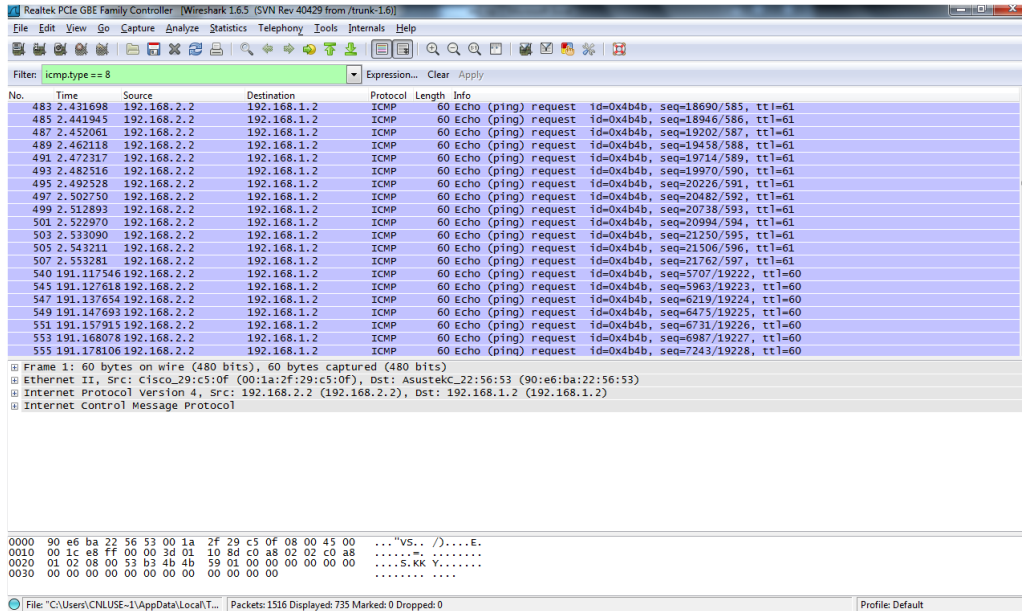 Realtek PCIe GBE Family Controller [Wireshark 1.6.5 (SVN Rev 40429 from /trunk-1.6)]
File Edit View Go Capture Analyze Statistics Telephony Tools Internals Help
Filter: icmp.type == 8 Expression... Clear Apply
No. Time Source Destination Protocol Length Info
483 2.431698 192.168.2.2 192.168.1.2 ICMP 60 Echo (ping) request id=0x4b4b, seq=18690/585, ttl=61
485 2.441945 192.168.2.2 192.168.1.2 ICMP 60 Echo (ping) request id=0x4b4b, seq=18946/586, ttl=61
487 2.452061 192.168.2.2 192.168.1.2 ICMP 60 Echo (ping) request id=0x4b4b, seq=19202/587, ttl=61
489 2.462118 192.168.2.2 192.168.1.2 ICMP 60 Echo (ping) request id=0x4b4b, seq=19458/588, ttl=61
491 2.472317 192.168.2.2 192.168.1.2 ICMP 60 Echo (ping) request id=0x4b4b, seq=19714/589, ttl=61
493 2.482516 192.168.2.2 192.168.1.2 ICMP 60 Echo (ping) request id=0x4b4b, seq=19970/590, ttl=61
495 2.492528 192.168.2.2 192.168.1.2 ICMP 60 Echo (ping) request id=0x4b4b, seq=20226/591, ttl=61
497 2.502750 192.168.2.2 192.168.1.2 ICMP 60 Echo (ping) request id=0x4b4b, seq=20482/592, ttl=61
499 2.512893 192.168.2.2 192.168.1.2 ICMP 60 Echo (ping) request id=0x4b4b, seq=20738/593, ttl=61
501 2.522970 192.168.2.2 192.168.1.2 ICMP 60 Echo (ping) request id=0x4b4b, seq=20994/594, ttl=61
503 2.533090 192.168.2.2 192.168.1.2 ICMP 60 Echo (ping) request id=0x4b4b, seq=21250/595, ttl=61
505 2.543211 192.168.2.2 192.168.1.2 ICMP 60 Echo (ping) request id=0x4b4b, seq=21506/596, ttl=61
507 2.553281 192.168.2.2 192.168.1.2 ICMP 60 Echo (ping) request id=0x4b4b, seq=21762/597, ttl=61
540 191.117546 192.168.2.2 192.168.1.2 ICMP 60 Echo (ping) request id=0x4b4b, seq=5707/19222, ttl=60
545 191.127618 192.168.2.2 192.168.1.2 ICMP 60 Echo (ping) request id=0x4b4b, seq=5963/19223, ttl=60
547 191.137654 192.168.2.2 192.168.1.2 ICMP 60 Echo (ping) request id=0x4b4b, seq=6219/19224, ttl=60
549 191.147693 192.168.2.2 192.168.1.2 ICMP 60 Echo (ping) request id=0x4b4b, seq=6475/19225, ttl=60
551 191.157915 192.168.2.2 192.168.1.2 ICMP 60 Echo (ping) request id=0x4b4b, seq=6731/19226, ttl=60
553 191.168078 192.168.2.2 192.168.1.2 ICMP 60 Echo (ping) request id=0x4b4b, seq=6987/19227, ttl=60
555 191.178106 192.168.2.2 192.168.1.2 ICMP 60 Echo (ping) request id=0x4b4b, seq=7243/19228, ttl=60
Frame 1: 60 bytes on wire (480 bits), 60 bytes captured (480 bits)
Ethernet II, Src: Cisco_29:c5:0f (00:1a:2f:29:c5:0f), Dst: AsustekC_22:56:53 (90:e6:ba:22:56:53)
Internet Protocol Version 4, Src: 192.168.2.2 (192.168.2.2), Dst: 192.168.1.2 (192.168.1.2)
Internet Control Message Protocol
0000 90 e6 ba 22 56 53 00 1a 2f 29 c5 0f 08 00 45 00 ..."VS.. /)....E.
0010 00 1c e8 ff 00 00 3d 01 10 8d c0 a8 02 02 c0 a8 ......=. ........
0020 01 02 08 00 53 b3 4b 4b 59 01 00 00 00 00 00 00 ....S.KK Y.......
0030 00 00 00 00 00 00 00 00 00 00 00 00 ........ ....
File: "C:\Users\CNLUSE~1\AppData\Local\T... Packets: 1516 Displayed: 735 Marked: 0 Dropped: 0 Profile: Default